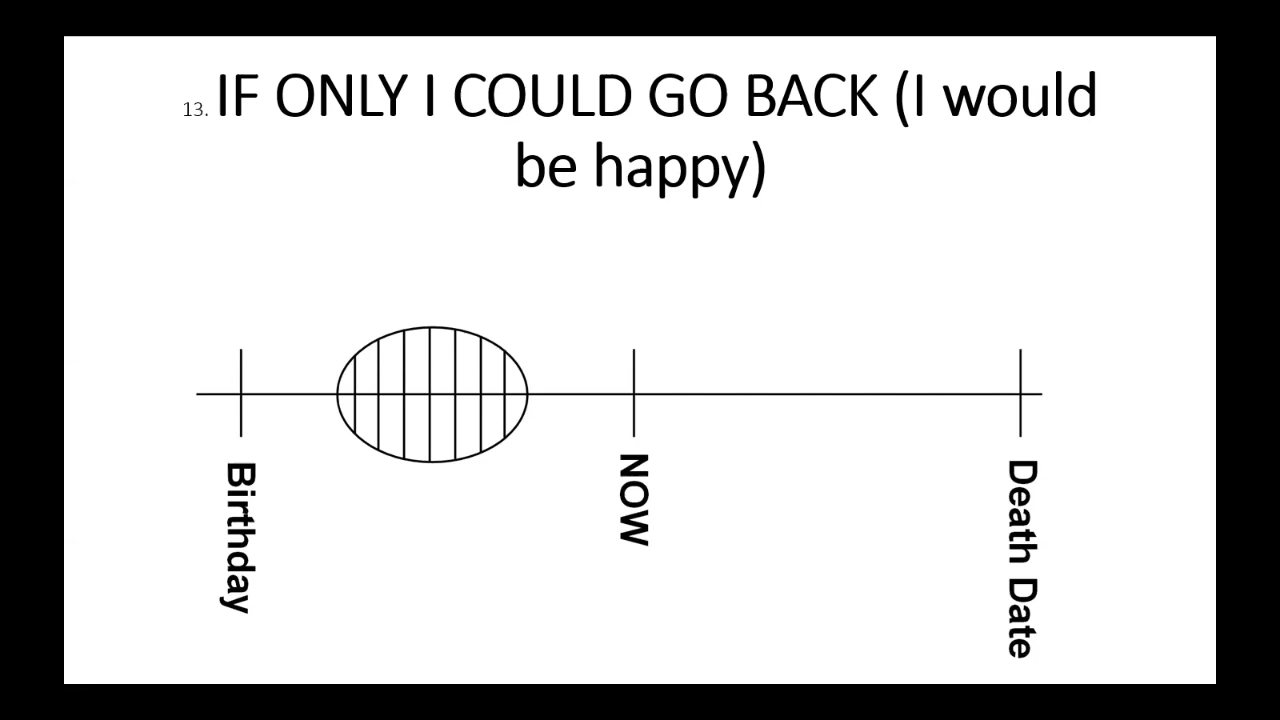 13. IF ONLY I COULD GO BACK (I would
be happy)
Birthday
NOW
Death Date